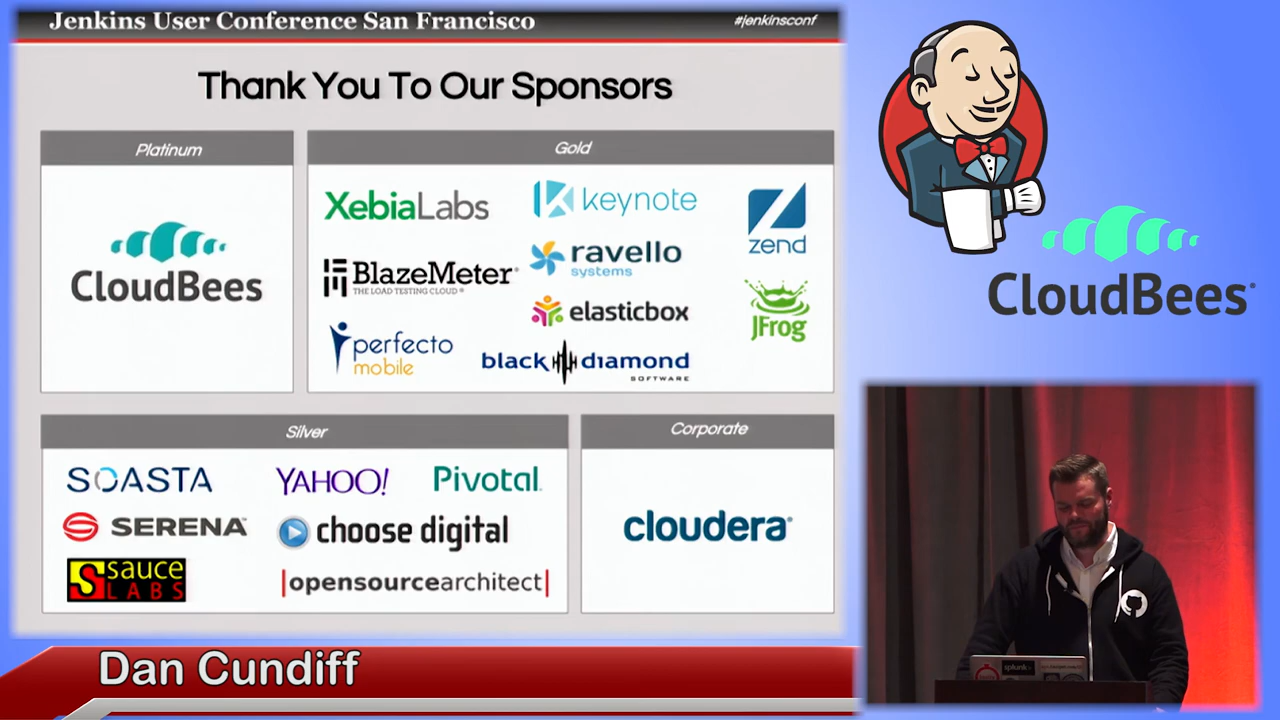 Jenkins User Conference San Francisco
#jenkinsconf
Thank You To Our Sponsors
Platinum
CloudBees
Gold
XebiaLabs
keynote
zend
BlazeMeter®
THE LOAD TESTING CLOUD ®
ravello
systems
elasticbox
JFrog
perfecto
mobile
black diamond
SOFTWARE
Silver
SOASTA
YAHOO!
Pivotal
SERENA
choose digital
sauce
LABS
|opensourcearchitect|
Corporate
cloudera®
CloudBees®
splunk>
Dan Cundiff